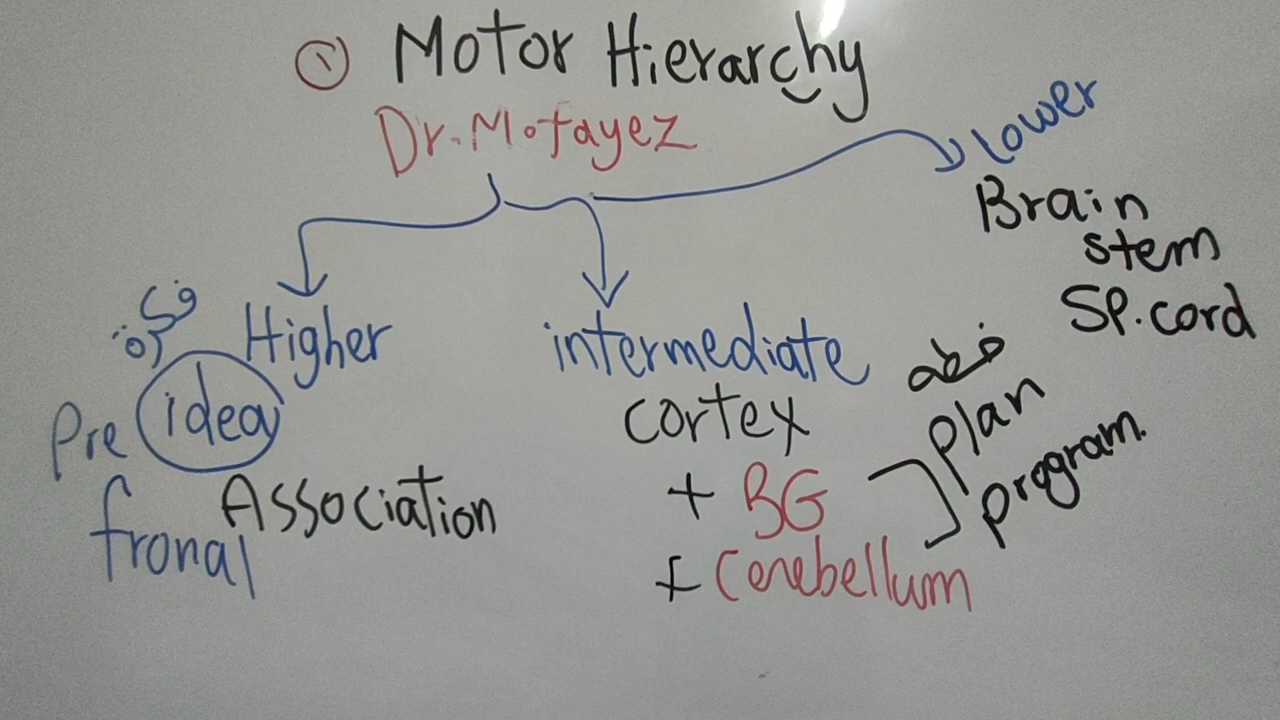 ① Motor Hierarchy
Dr. Mofayez
Lower
Brain
stem
SP. cord
فكرة
Higher
idea
Pre
fronal
Association
intermediate
cortex
+ BG
+ Cerebellum
خطة
plan
program.